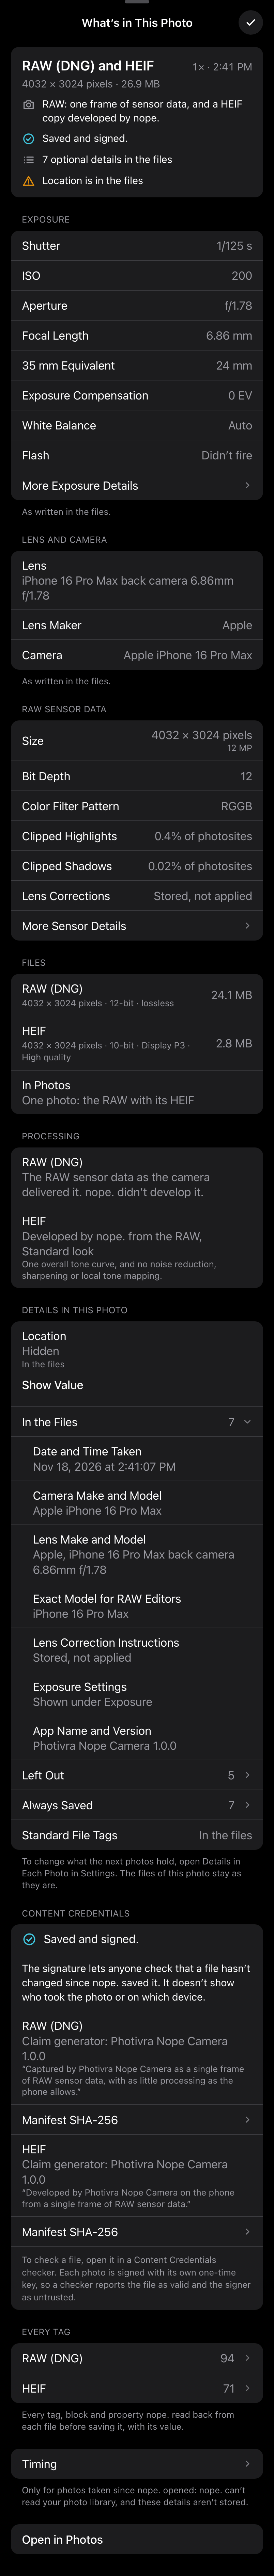 What's in This Photo
RAW (DNG) and HEIF
1× · 2:41 PM
4032 × 3024 pixels · 26.9 MB
RAW: one frame of sensor data, and a HEIF
copy developed by nope.
Saved and signed.
7 optional details in the files
Location is in the files
EXPOSURE
Shutter
1/125 s
ISO
200
Aperture
f/1.78
Focal Length
6.86 mm
35 mm Equivalent
24 mm
Exposure Compensation
0 EV
White Balance
Auto
Flash
Didn't fire
More Exposure Details
As written in the files.
LENS AND CAMERA
Lens
iPhone 16 Pro Max back camera 6.86mm
f/1.78
Lens Maker
Apple
Camera
Apple iPhone 16 Pro Max
As written in the files.
RAW SENSOR DATA
Size
4032 × 3024 pixels
12 MP
Bit Depth
12
Color Filter Pattern
RGGB
Clipped Highlights
0.4% of photosites
Clipped Shadows
0.02% of photosites
Lens Corrections
Stored, not applied
More Sensor Details
FILES
RAW (DNG)
4032 × 3024 pixels · 12-bit · lossless
24.1 MB
HEIF
4032 × 3024 pixels · 10-bit · Display P3 ·
High quality
2.8 MB
In Photos
One photo: the RAW with its HEIF
PROCESSING
RAW (DNG)
The RAW sensor data as the camera
delivered it. nope. didn't develop it.
HEIF
Developed by nope. from the RAW,
Standard look
One overall tone curve, and no noise reduction,
sharpening or local tone mapping.
DETAILS IN THIS PHOTO
Location
Hidden
In the files
Show Value
In the Files
7
Date and Time Taken
Nov 18, 2026 at 2:41:07 PM
Camera Make and Model
Apple iPhone 16 Pro Max
Lens Make and Model
Apple, iPhone 16 Pro Max back camera
6.86mm f/1.78
Exact Model for RAW Editors
iPhone 16 Pro Max
Lens Correction Instructions
Stored, not applied
Exposure Settings
Shown under Exposure
App Name and Version
Photivra Nope Camera 1.0.0
Left Out
5
Always Saved
7
Standard File Tags
In the files
To change what the next photos hold, open Details in
Each Photo in Settings. The files of this photo stay as
they are.
CONTENT CREDENTIALS
Saved and signed.
The signature lets anyone check that a file hasn't
changed since nope. saved it. It doesn't show
who took the photo or on which device.
RAW (DNG)
Claim generator: Photivra Nope Camera
1.0.0
"Captured by Photivra Nope Camera as a single frame
of RAW sensor data, with as little processing as the
phone allows."
Manifest SHA-256
HEIF
Claim generator: Photivra Nope Camera
1.0.0
"Developed by Photivra Nope Camera on the phone
from a single frame of RAW sensor data."
Manifest SHA-256
To check a file, open it in a Content Credentials
checker. Each photo is signed with its own one-time
key, so a checker reports the file as valid and the signer
as untrusted.
EVERY TAG
RAW (DNG)
94
HEIF
71
Every tag, block and property nope. read back from
each file before saving it, with its value.
Timing
Only for photos taken since nope. opened: nope. can't
read your photo library, and these details aren't stored.
Open in Photos